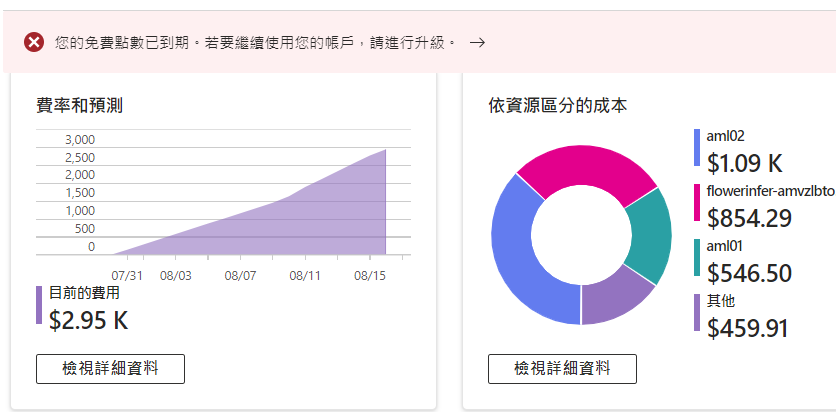 您的免費點數已到期。若要繼續使用您的帳戶，請進行升級。 →
費率和預測
3,000
2,500
2,000
1,500
1,000
500
0
07/31 08/03 08/07 08/11 08/15
目前的費用
$2.95 K
檢視詳細資料
依資源區分的成本
aml02
$1.09 K
flowerinfer-amvzlbto
$854.29
aml01
$546.50
其他
$459.91
檢視詳細資料